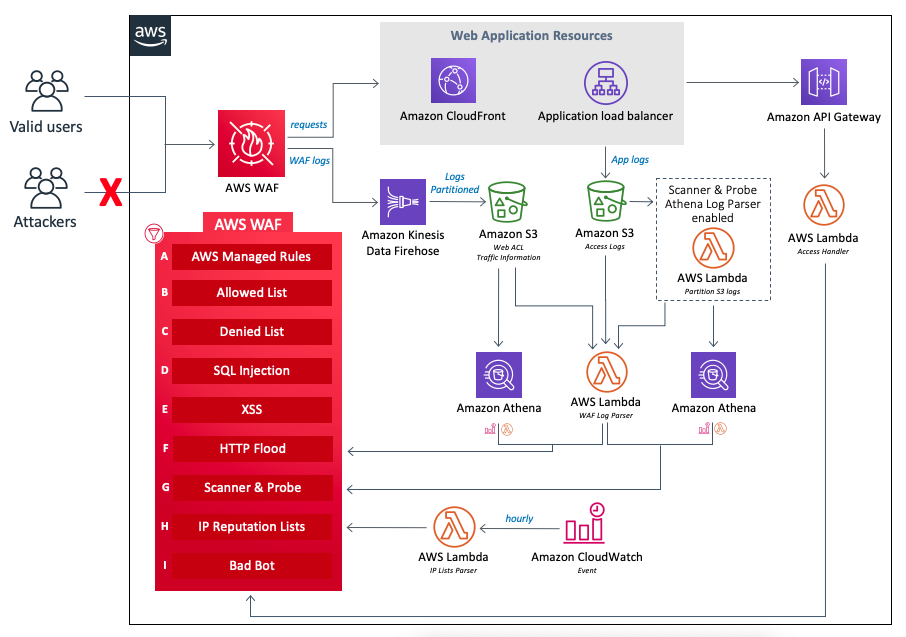 aws
Web Application Resources
Amazon CloudFront
Application load balancer
Amazon API Gateway
Valid users
Attackers
X
requests
WAF logs
AWS WAF
App logs
Logs
Partitioned
Amazon Kinesis
Data Firehose
Amazon S3
Web ACL
Traffic Information
Amazon S3
Access Logs
Scanner & Probe
Athena Log Parser
enabled
AWS Lambda
Partition S3 logs
AWS Lambda
Access Handler
AWS WAF
A AWS Managed Rules
B Allowed List
C Denied List
D SQL Injection
E XSS
F HTTP Flood
G Scanner & Probe
H IP Reputation Lists
I Bad Bot
Amazon Athena
AWS Lambda
WAF Log Parser
Amazon Athena
hourly
AWS Lambda
IP Lists Parser
Amazon CloudWatch
Event